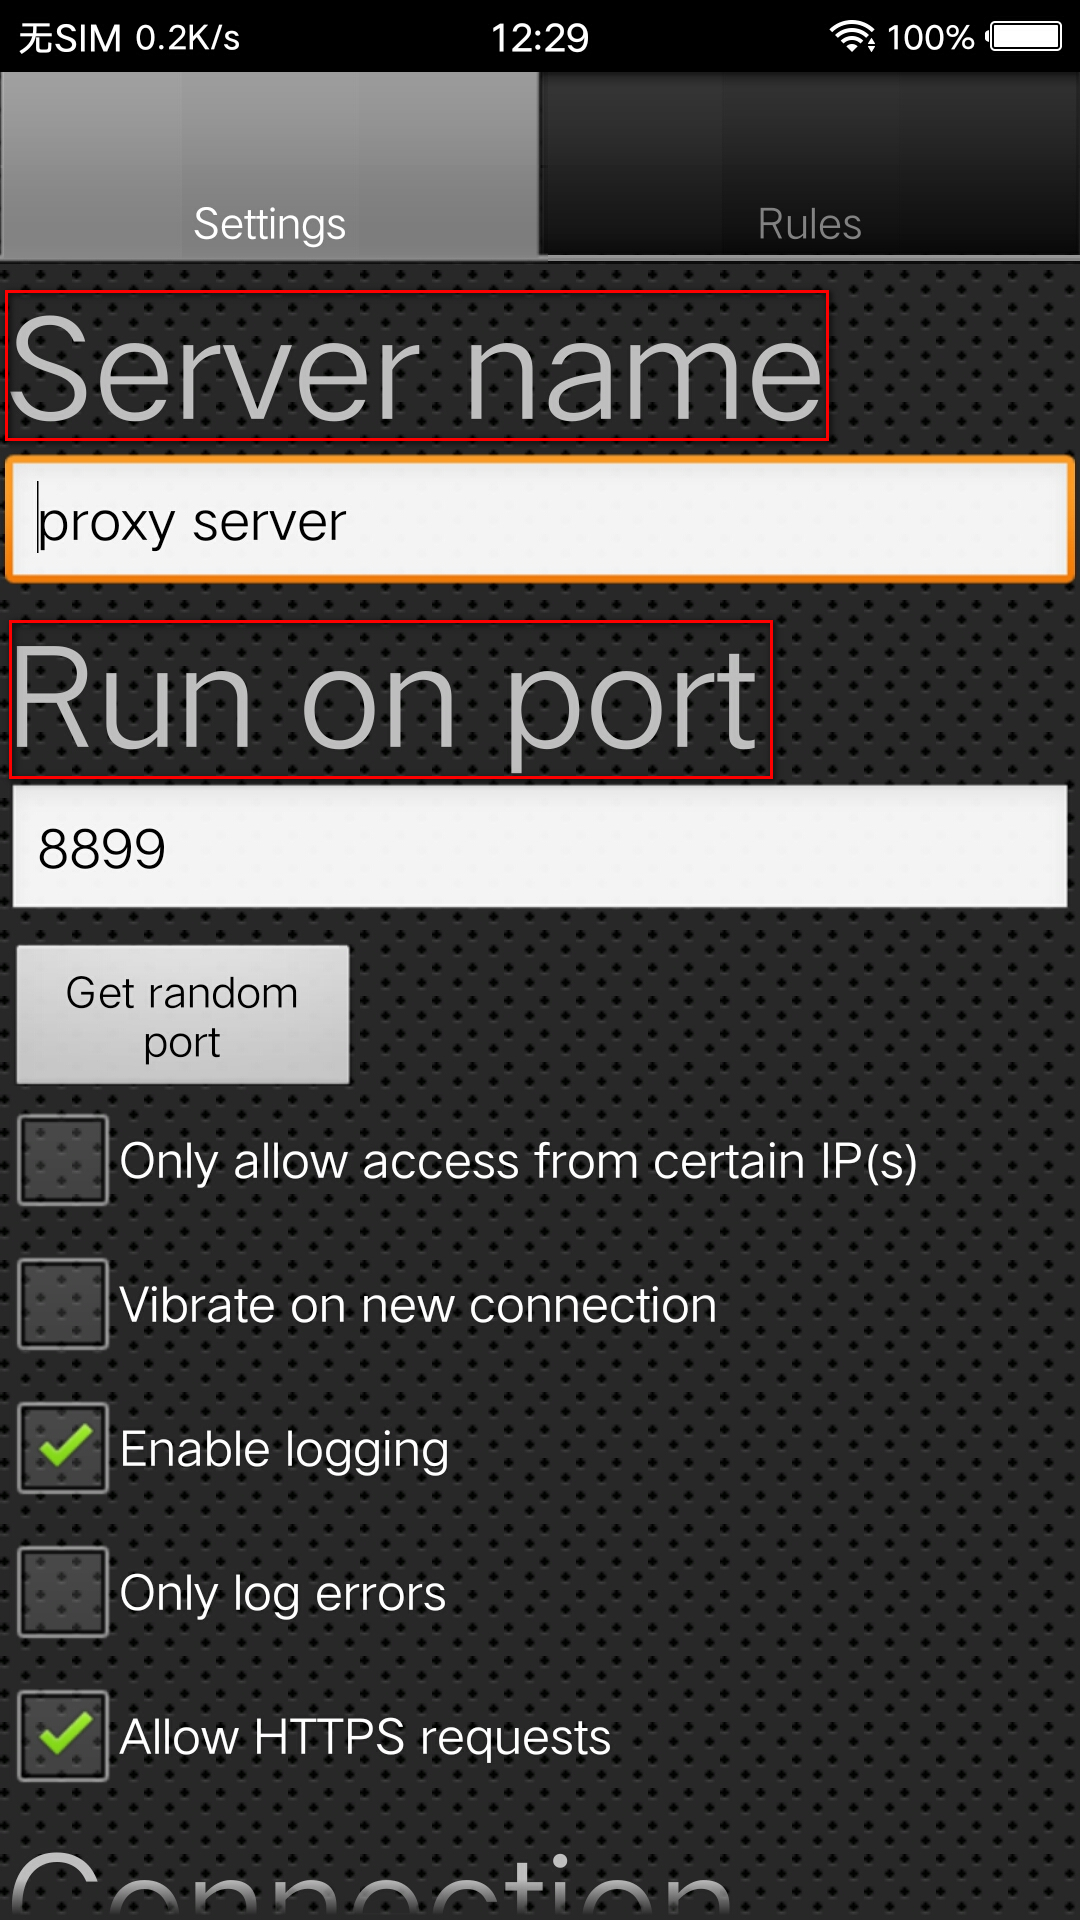 无SIM 0.2K/s 12:29 100%
Settings Rules
Server name
proxy server
Run on port
8899
Get random
port
Only allow access from certain IP(s)
Vibrate on new connection
Enable logging
Only log errors
Allow HTTPS requests
Connection